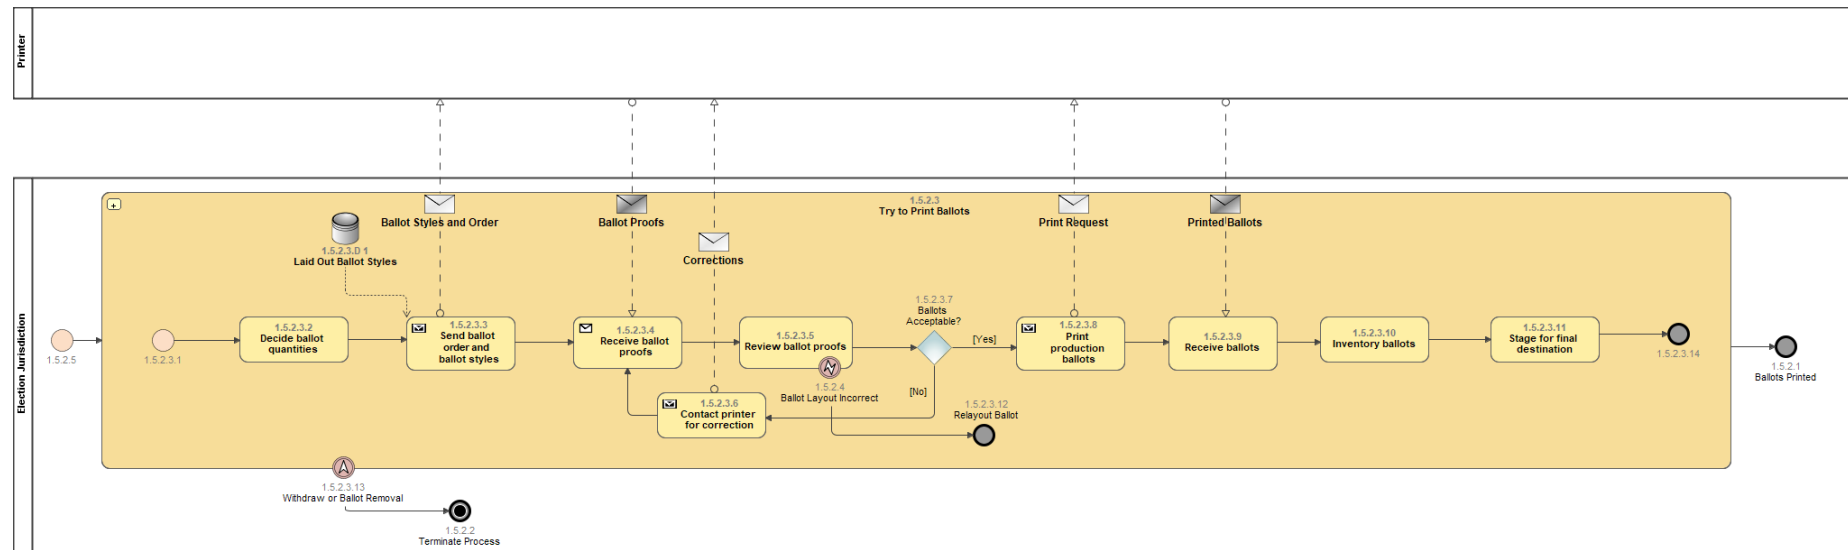 Printer
Election Jurisdiction
1.5.2.3
Try to Print Ballots
Ballot Styles and Order
Ballot Proofs
Corrections
Print Request
Printed Ballots
1.5.2.3.D 1
Laid Out Ballot Styles
1.5.2.5
1.5.2.3.1
1.5.2.3.2
Decide ballot
quantities
1.5.2.3.3
Send ballot
order and
ballot styles
1.5.2.3.4
Receive ballot
proofs
1.5.2.3.5
Review ballot proofs
1.5.2.4
Ballot Layout Incorrect
1.5.2.3.6
Contact printer
for correction
1.5.2.3.7
Ballots
Acceptable?
[Yes]
[No]
1.5.2.3.12
Relayout Ballot
1.5.2.3.8
Print
production
ballots
1.5.2.3.9
Receive ballots
1.5.2.3.10
Inventory ballots
1.5.2.3.11
Stage for final
destination
1.5.2.3.14
1.5.2.1
Ballots Printed
1.5.2.3.13
Withdraw or Ballot Removal
1.5.2.2
Terminate Process